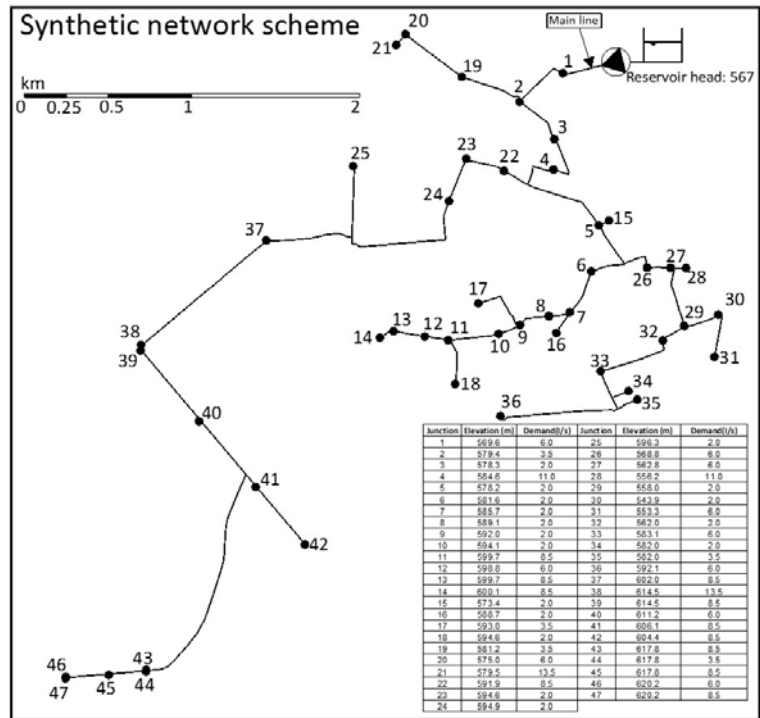 Synthetic network scheme
km
0 0.25 0.5 1 2
Main line
Reservoir head: 567
20
21
19
1
2
3
4
22
23
24
25
5
15
37
6
26
27
28
17
8
7
16
9
10
11
12
13
14
18
29
30
31
32
33
34
35
36
38
39
40
41
42
43
44
45
46
47
Junction Elevation (m) Demand(l/s) Junction Elevation (m) Demand(l/s)
1 569.6 6.0 25 596.3 2.0
2 579.4 3.5 26 568.8 6.0
3 578.3 2.0 27 562.8 6.0
4 584.6 11.0 28 556.2 11.0
5 578.2 2.0 29 558.0 2.0
6 581.6 2.0 30 543.9 2.0
7 585.7 2.0 31 553.3 6.0
8 589.1 2.0 32 562.0 2.0
9 592.0 2.0 33 583.1 6.0
10 594.1 2.0 34 582.0 2.0
11 599.7 8.5 35 582.0 3.5
12 598.8 6.0 36 592.1 6.0
13 599.7 8.5 37 602.0 8.5
14 600.1 8.5 38 614.5 13.5
15 573.4 2.0 39 614.5 8.5
16 588.7 2.0 40 611.2 6.0
17 593.0 3.5 41 606.1 8.5
18 594.6 2.0 42 604.4 8.5
19 581.2 3.5 43 617.8 8.5
20 575.0 6.0 44 617.8 3.5
21 579.5 13.5 45 617.8 8.5
22 591.9 8.5 46 620.2 6.0
23 594.6 2.0 47 620.2 8.5
24 594.9 2.0